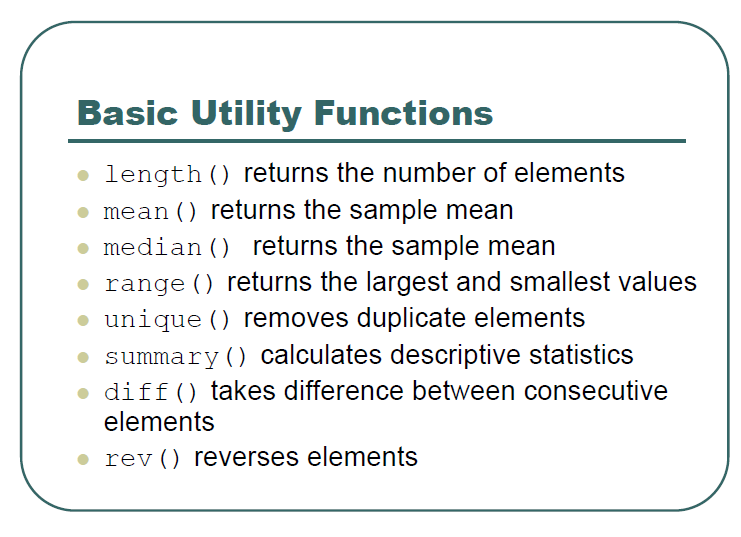 Basic Utility Functions
length() returns the number of elements
mean() returns the sample mean
median() returns the sample mean
range() returns the largest and smallest values
unique() removes duplicate elements
summary() calculates descriptive statistics
diff() takes difference between consecutive
elements
rev() reverses elements